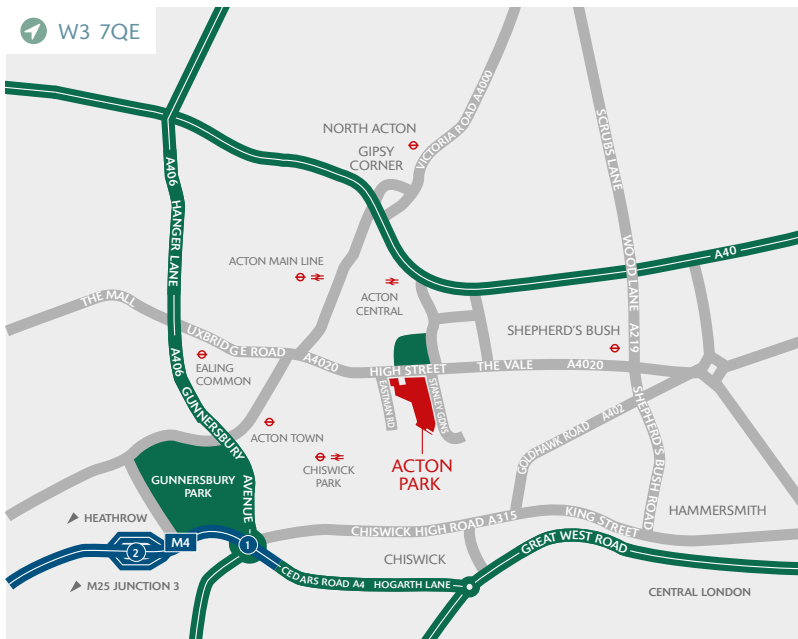 W3 7QE
NORTH ACTON
GIPSY
CORNER
VICTORIA ROAD A4000
SCRUBS LANE
WOOD LANE A219
A406
HANGER LANE
A40
ACTON MAIN LINE
ACTON
CENTRAL
THE MALL
UXBRIDGE ROAD
A4020
SHEPHERD'S BUSH
EALING
COMMON
A406
HIGH STREET
THE VALE
A4020
EASTMAN RD
STANLEY GDNS
GUNNERSBURY
AVENUE
A402
GOLDHAWK ROAD
SHEPHERD'S BUSH ROAD
ACTON TOWN
CHISWICK
PARK
ACTON
PARK
GUNNERSBURY
PARK
HEATHROW
M4
2
1
M25 JUNCTION 3
CHISWICK HIGH ROAD A315
KING STREET
HAMMERSMITH
CHISWICK
GREAT WEST ROAD
CEDARS ROAD A4
HOGARTH LANE
CENTRAL LONDON